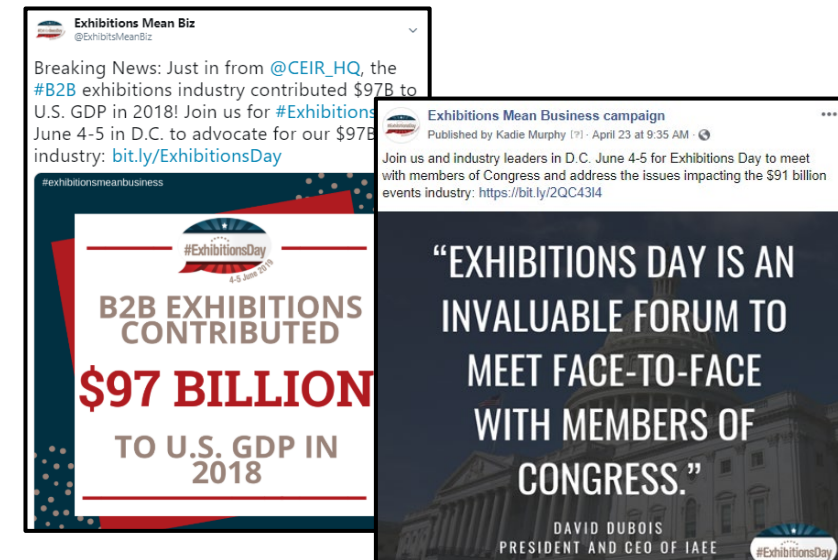 Exhibitions Mean Biz
@ExhibitsMeanBiz
Breaking News: Just in from @CEIR_HQ, the
#B2B exhibitions industry contributed $97B to
U.S. GDP in 2018! Join us for #Exhibitions
June 4-5 in D.C. to advocate for our $97B
industry: bit.ly/ExhibitionsDay
#exhibitionsmeanbusiness
#ExhibitionsDay
4-5 June 2019
B2B EXHIBITIONS
CONTRIBUTED
$97 BILLION
TO U.S. GDP IN
2018
Exhibitions Mean Business campaign
Published by Kadie Murphy [?] · April 23 at 9:35 AM ·
Join us and industry leaders in D.C. June 4-5 for Exhibitions Day to meet
with members of Congress and address the issues impacting the $91 billion
events industry: https://bit.ly/2QC43I4
“EXHIBITIONS DAY IS AN
INVALUABLE FORUM TO
MEET FACE-TO-FACE
WITH MEMBERS OF
CONGRESS.”
DAVID DUBOIS
PRESIDENT AND CEO OF IAEE
#ExhibitionsDay